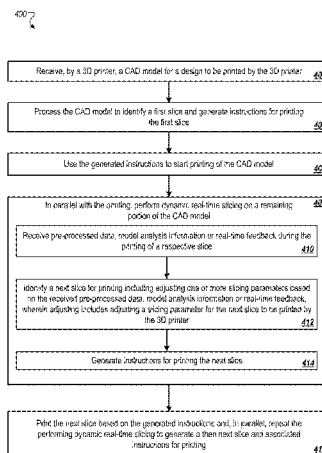 400
Receive, by a 3D printer, a CAD model for a design to be printed by the 3D printer
40
Process the CAD model to identify a first slice and generate instructions for printing
the first slice
40
Use the generated instructions to start printing of the CAD model
40
In parallel with the printing, perform dynamic real-time slicing on a remaining
portion of the CAD model
40
Receive pre-processed data, model analysis information or real-time feedback during the
printing of a respective slice
410
Identify a next slice for printing including adjusting one or more slicing parameters based
on the received pre-processed data, model analysis information or real-time feedback,
wherein adjusting includes adjusting a slicing parameter for the next slice to be printed by
the 3D printer
412
Generate instructions for printing the next slice
414
Print the next slice based on the generated instructions and, in parallel, repeat the
performing dynamic real-time slicing to generate a then next slice and associated
instructions for printing
41